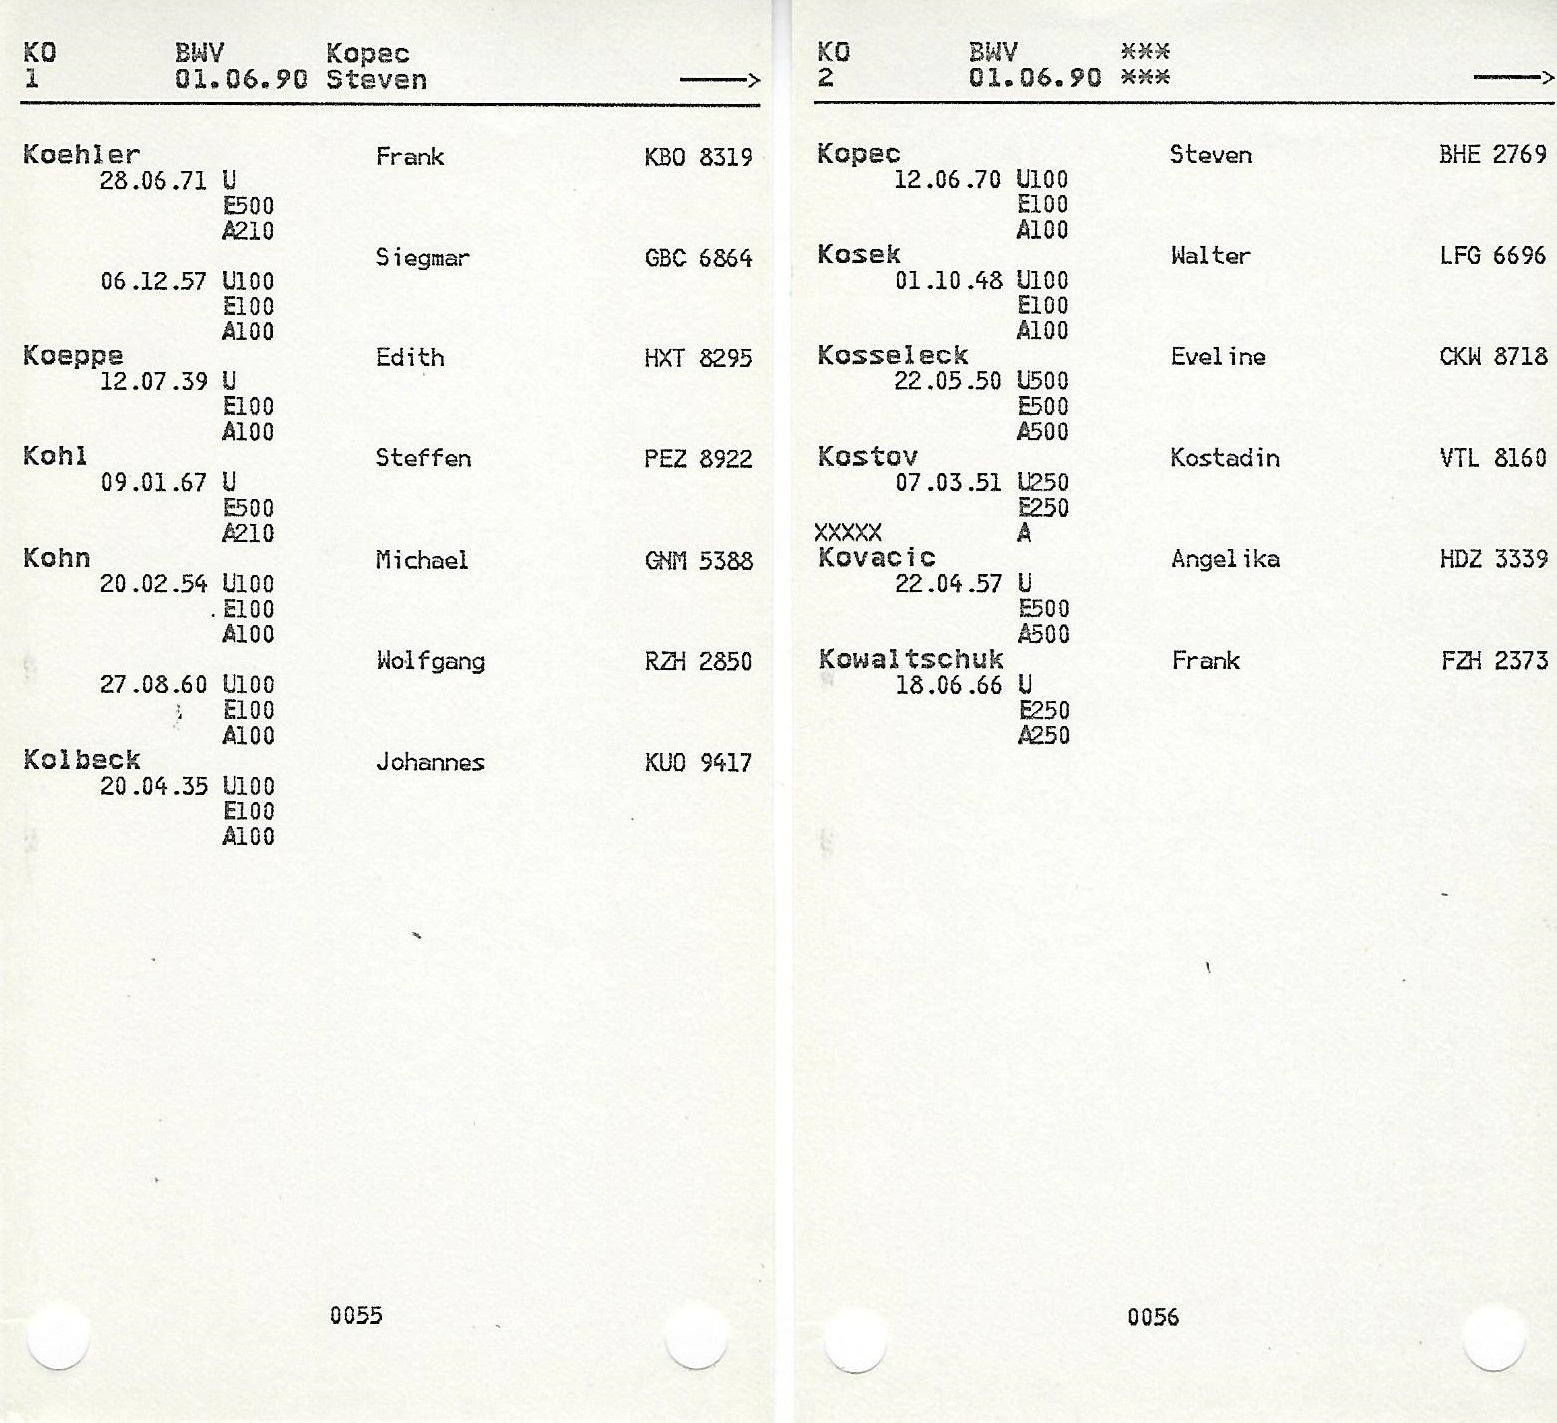 KO BWV Kopec
1 01.06.90 Steven ———>
Koehler Frank KBO 8319
28.06.71 U
E500
A210
Siegmar GBC 6864
06.12.57 U100
E100
A100
Koeppe Edith HXT 8295
12.07.39 U
E100
A100
Kohl Steffen PEZ 8922
09.01.67 U
E500
A210
Kohn Michael GNM 5388
20.02.54 U100
E100
A100
Wolfgang RZH 2850
27.08.60 U100
E100
A100
Kolbeck Johannes KUO 9417
20.04.35 U100
E100
A100
0055
KO BWV ***
2 01.06.90 *** ———>
Kopec Steven BHE 2769
12.06.70 U100
E100
A100
Kosek Walter LFG 6696
01.10.48 U100
E100
A100
Kosseleck Eveline CKW 8718
22.05.50 U500
E500
A500
Kostov Kostadin VTL 8160
07.03.51 U250
E250
XXXXX A
Kovacic Angelika HDZ 3339
22.04.57 U
E500
A500
Kowaltschuk Frank FZH 2373
18.06.66 U
E250
A250
0056